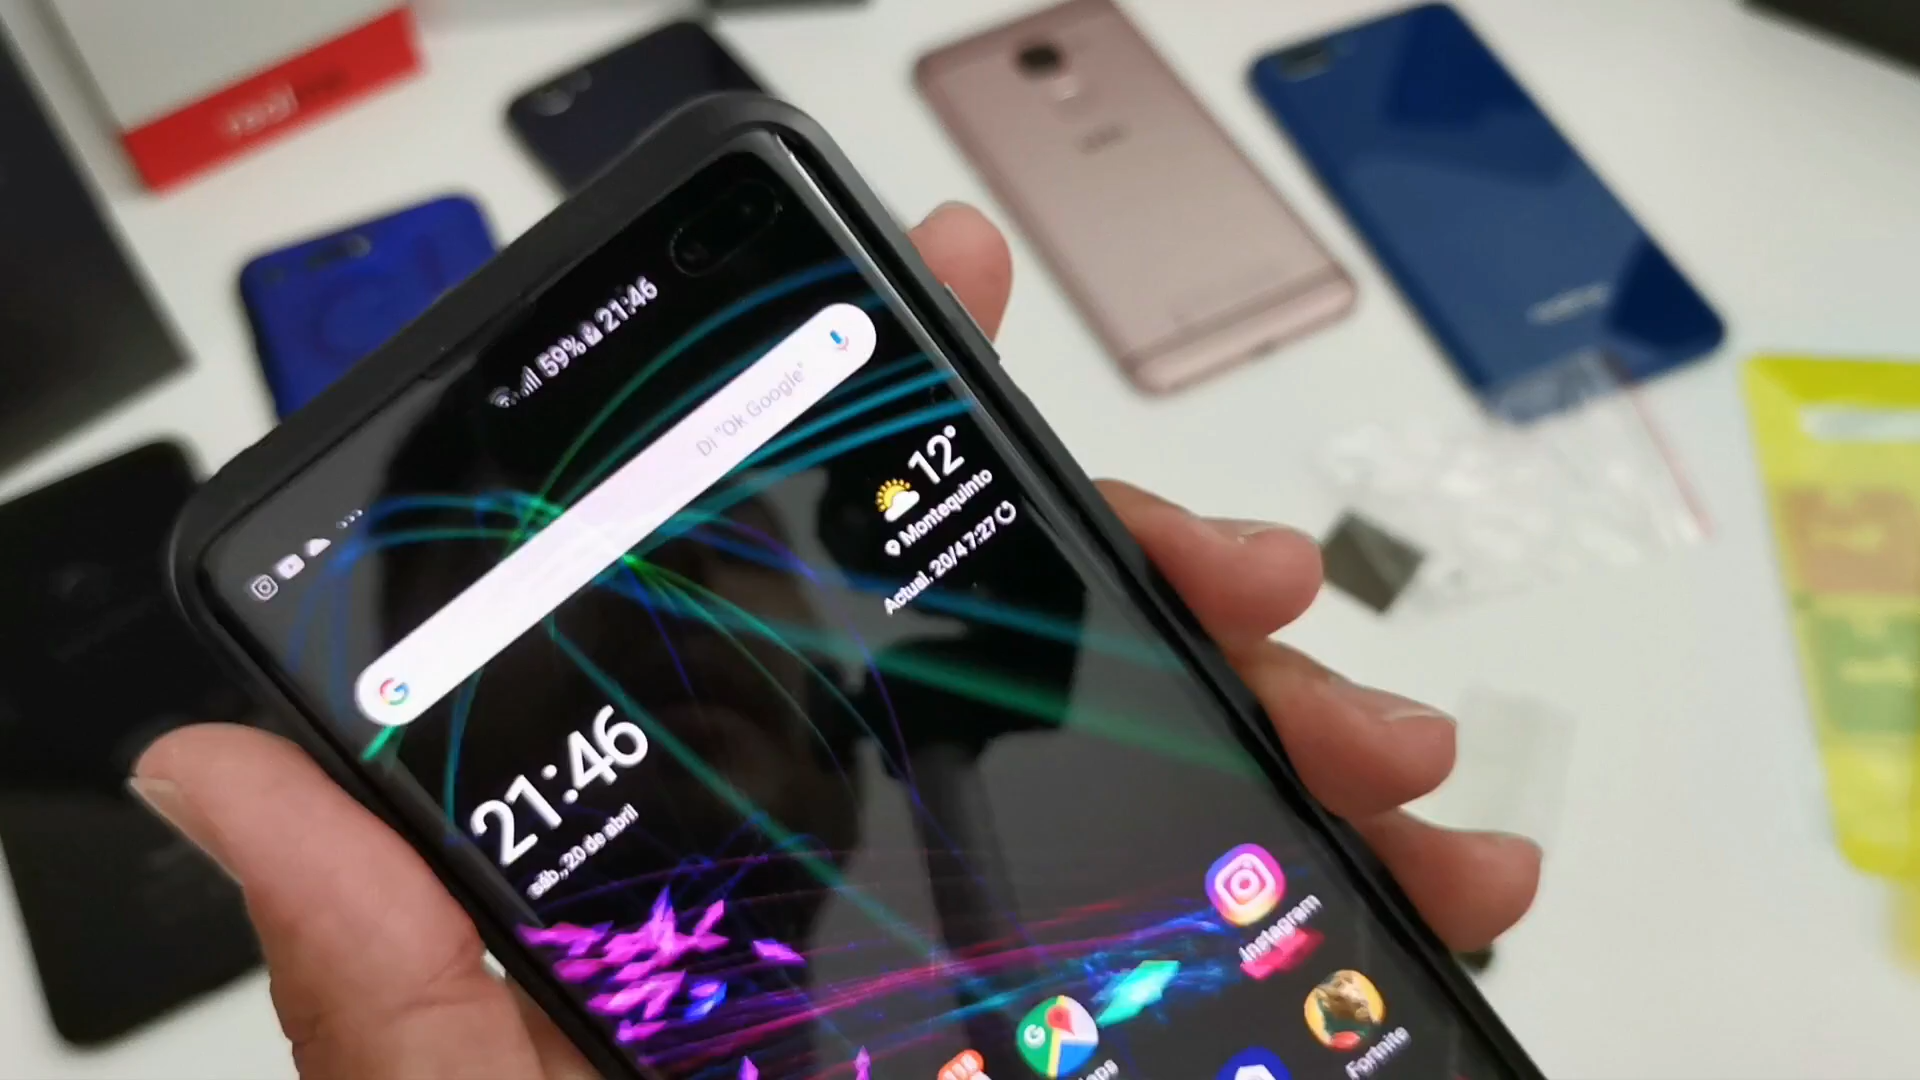 59% 21:46
Di "Ok Google"
12°
Montequinto
Actual. 20/4 7:27
21:46
sáb., 20 de abril
Instagram
Fortnite